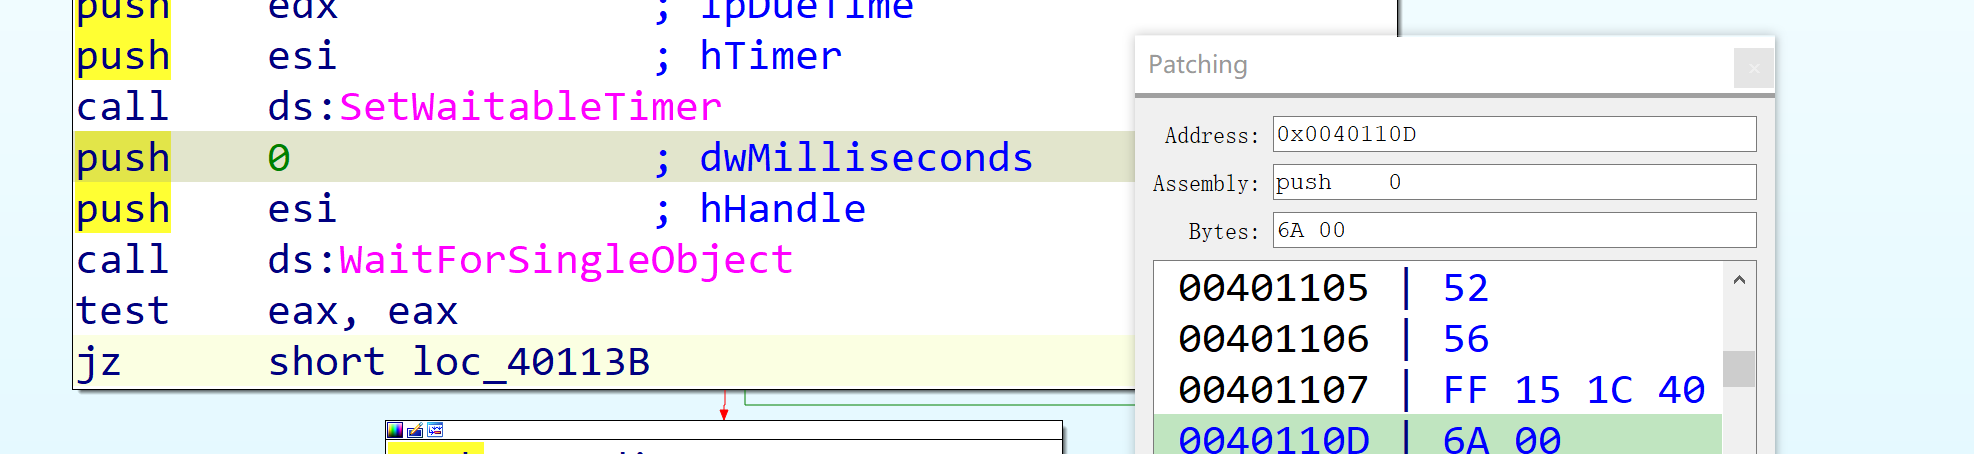 push edx ; lpDueTime
push esi ; hTimer
call ds:SetWaitableTimer
push 0 ; dwMilliseconds
push esi ; hHandle
call ds:WaitForSingleObject
test eax, eax
jz short loc_40113B
Patching
Address: 0x0040110D
Assembly: push 0
Bytes: 6A 00
00401105 | 52
00401106 | 56
00401107 | FF 15 1C 40
0040110D | 6A 00